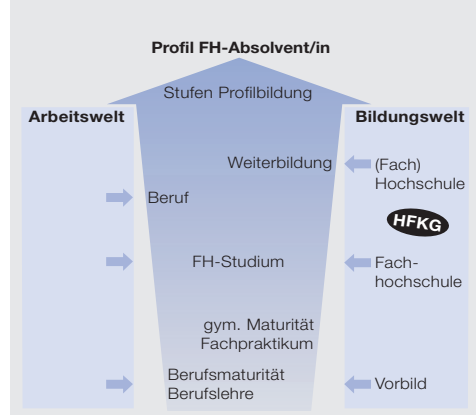 Profil FH-Absolvent/in
Stufen Profilbildung
Arbeitswelt
Bildungswelt
Weiterbildung
(Fach)
Hochschule
Beruf
HFKG
FH-Studium
Fach-
hochschule
gym. Maturität
Fachpraktikum
Berufsmaturität
Berufslehre
Vorbild